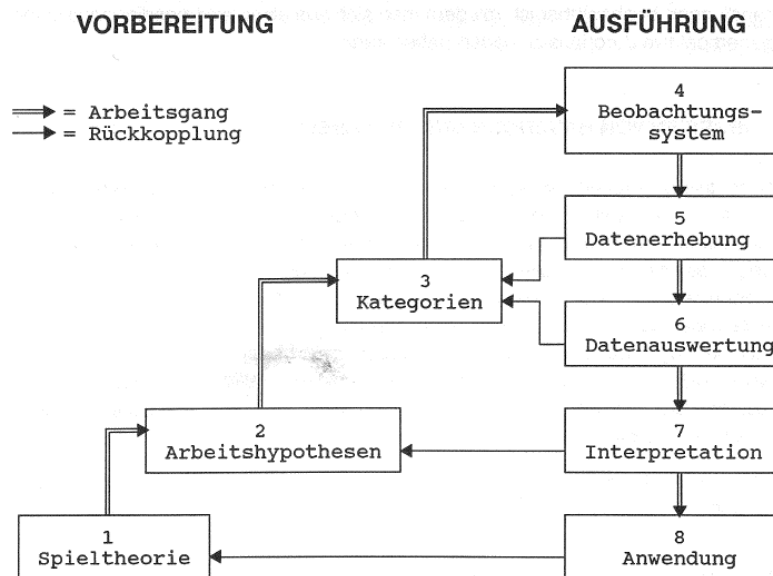 VORBEREITUNG
AUSFÜHRUNG
= Arbeitsgang
= Rückkopplung
4
Beobachtungs-
system
5
Datenerhebung
3
Kategorien
6
Datenauswertung
2
Arbeitshypothesen
7
Interpretation
1
Spieltheorie
8
Anwendung